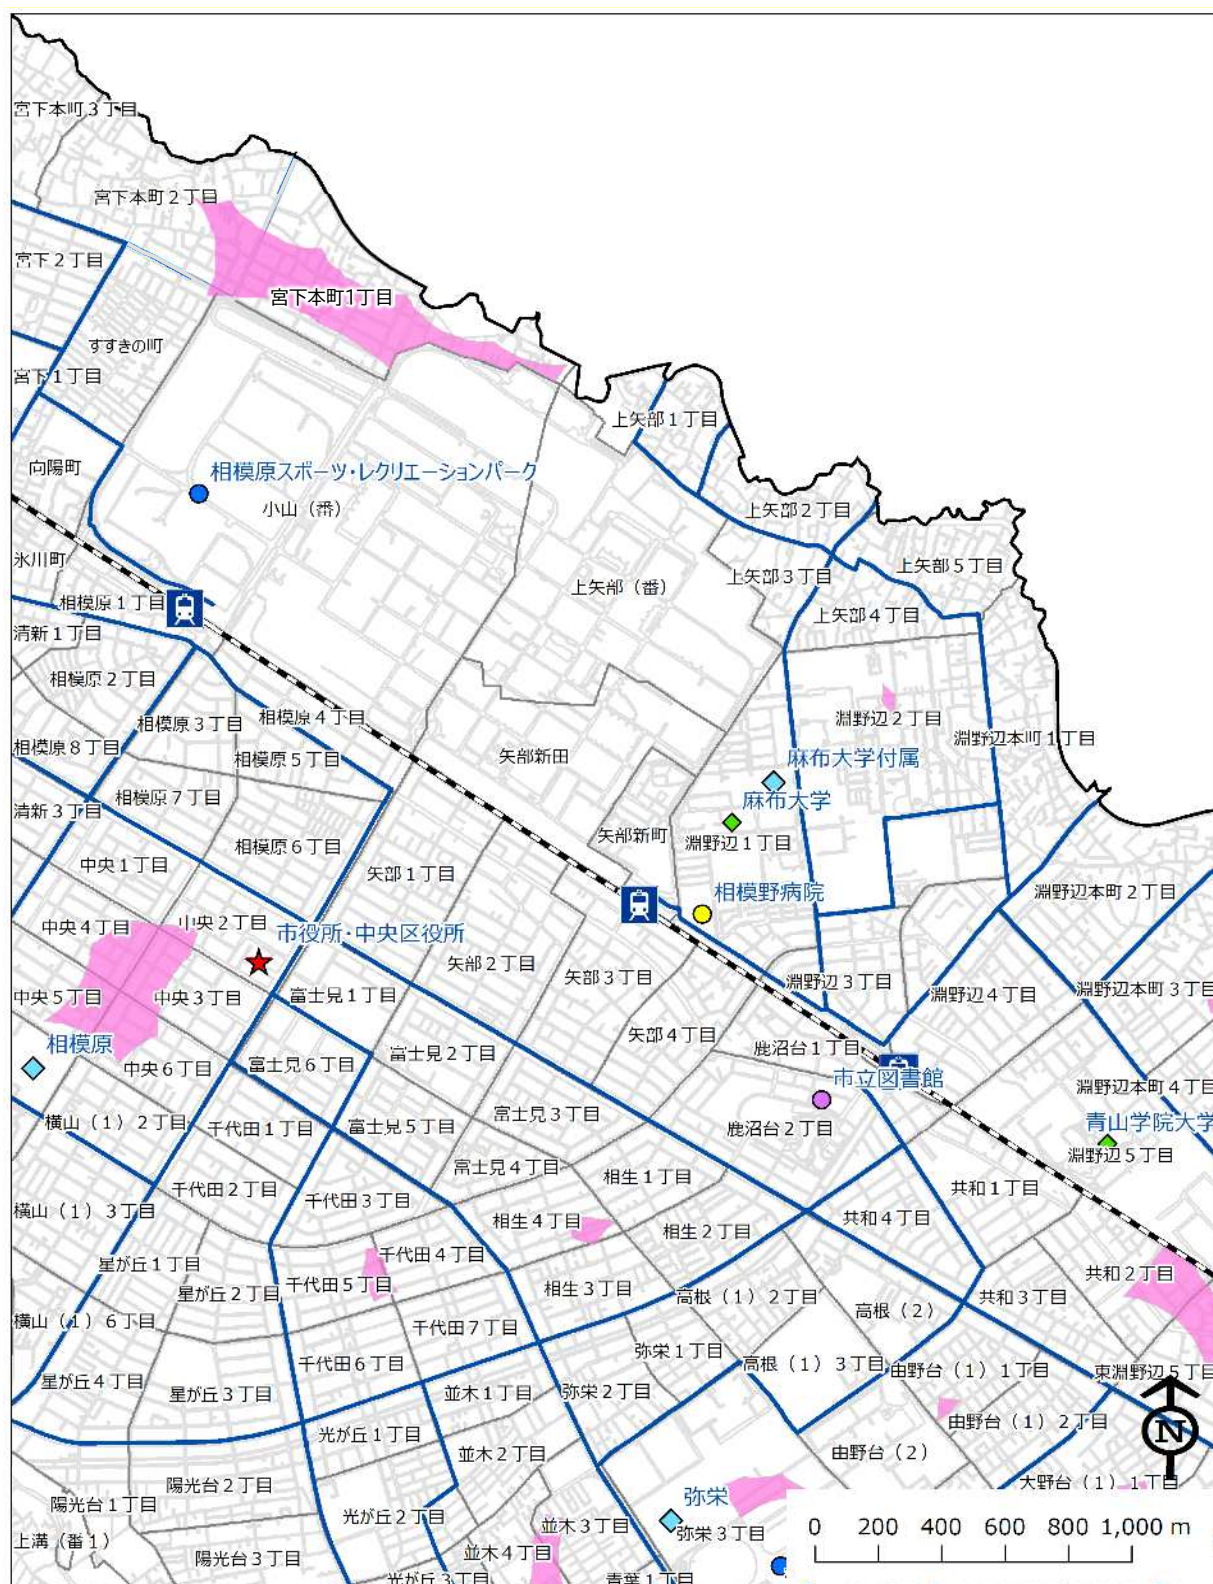 宮下本町３丁目
宮下本町２丁目
宮下２丁目
宮下本町1丁目
すすきの町
宮下１丁目
上矢部１丁目
向陽町
相模原スポーツ・レクリエーションパーク
小山（番）
上矢部２丁目
氷川町
上矢部５丁目
上矢部３丁目
上矢部（番）
相模原１丁目
上矢部４丁目
清新１丁目
相模原２丁目
相模原３丁目
相模原４丁目
淵野辺２丁目
淵野辺本町１丁目
相模原８丁目
相模原５丁目
矢部新田
麻布大学付属
相模原７丁目
麻布大学
清新３丁目
矢部新町
淵野辺１丁目
相模原６丁目
中央１丁目
矢部１丁目
相模野病院
淵野辺本町２丁目
中央４丁目
中央２丁目
市役所・中央区役所
矢部２丁目
矢部３丁目
淵野辺３丁目
中央５丁目
中央３丁目
富士見１丁目
淵野辺４丁目
淵野辺本町３丁目
矢部４丁目
相模原
鹿沼台１丁目
富士見２丁目
中央６丁目
富士見６丁目
市立図書館
淵野辺本町４丁目
横山（１）２丁目
千代田１丁目
富士見５丁目
富士見３丁目
鹿沼台２丁目
青山学院大学
淵野辺５丁目
富士見４丁目
相生１丁目
千代田２丁目
千代田３丁目
共和１丁目
横山（１）３丁目
相生４丁目
相生２丁目
共和４丁目
星が丘１丁目
千代田４丁目
共和２丁目
星が丘２丁目
千代田５丁目
相生３丁目
高根（１）２丁目
高根（２）
共和３丁目
横山（１）６丁目
千代田７丁目
弥栄１丁目
千代田６丁目
高根（１）３丁目
由野台（１）１丁目
東淵野辺５丁目
星が丘４丁目
星が丘３丁目
並木１丁目
弥栄２丁目
N
光が丘１丁目
由野台（１）２丁目
並木２丁目
由野台（２）
陽光台２丁目
大野台（１）１丁目
陽光台１丁目
弥栄
光が丘２丁目
並木３丁目
弥栄３丁目
0 200 400 600 800 1,000 m
上溝（番１）
陽光台３丁目
並木４丁目
光が丘３丁目
青葉１丁目